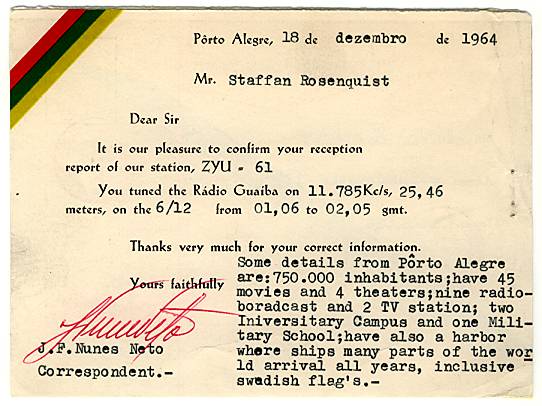 Pôrto Alegre, 18 de dezembro de 1964
Mr. Staffan Rosenquist
Dear Sir
It is our pleasure to confirm your reception
report of our station, ZYU - 61
You tuned the Rádio Guaíba on 11.785Kc/s, 25,46
meters, on the 6/12 from 01,06 to 02,05 gmt.
Thanks very much for your correct information.
Some details from Pôrto Alegre
are:750.000 inhabitants;have 45
movies and 4 theaters;nine radio-
boradcast and 2 TV station; two
Iniversitary Campus and one Mili-
tary School;have also a harbor
where ships many parts of the wor
ld arrival all years, inclusive
swedish flag's.-
Yours faithfully
J.F.Nunes Neto
Correspondent.-